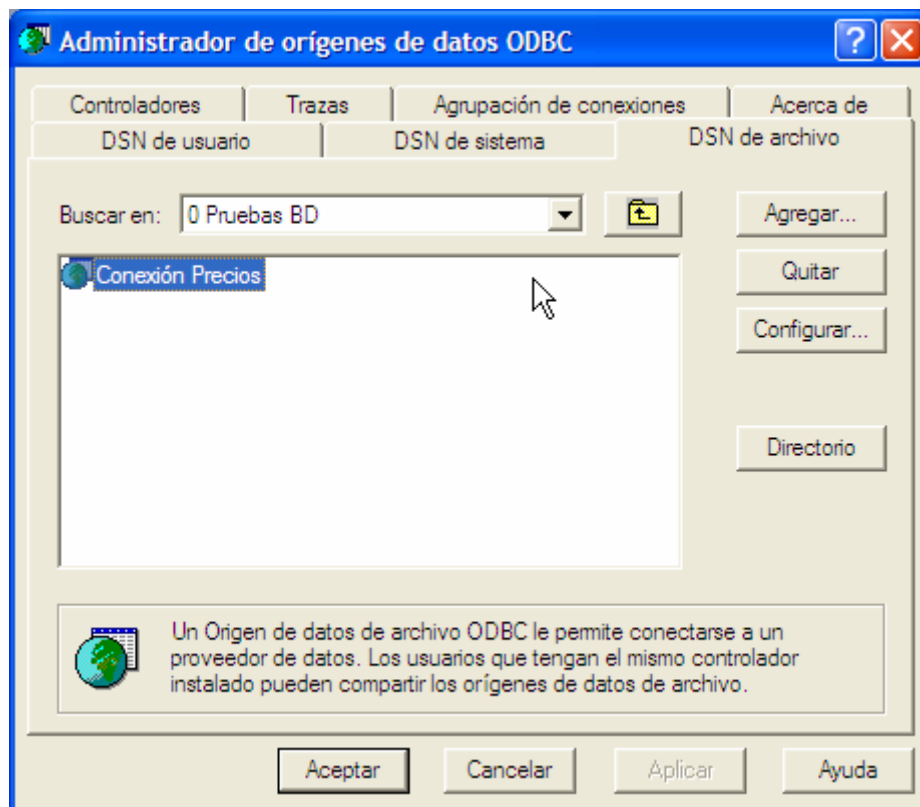 Administrador de orígenes de datos ODBC
Controladores
Trazas
Agrupación de conexiones
Acerca de
DSN de usuario
DSN de sistema
DSN de archivo
Buscar en:
0 Pruebas BD
Agregar...
Conexión Precios
Quitar
Configurar...
Directorio
Un Origen de datos de archivo ODBC le permite conectarse a un
proveedor de datos. Los usuarios que tengan el mismo controlador
instalado pueden compartir los orígenes de datos de archivo.
Aceptar
Cancelar
Aplicar
Ayuda